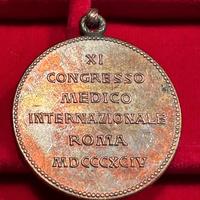 XI
CONGRESSO
MEDICO
INTERNAZIONALE
ROMA
MDCCCXCIV